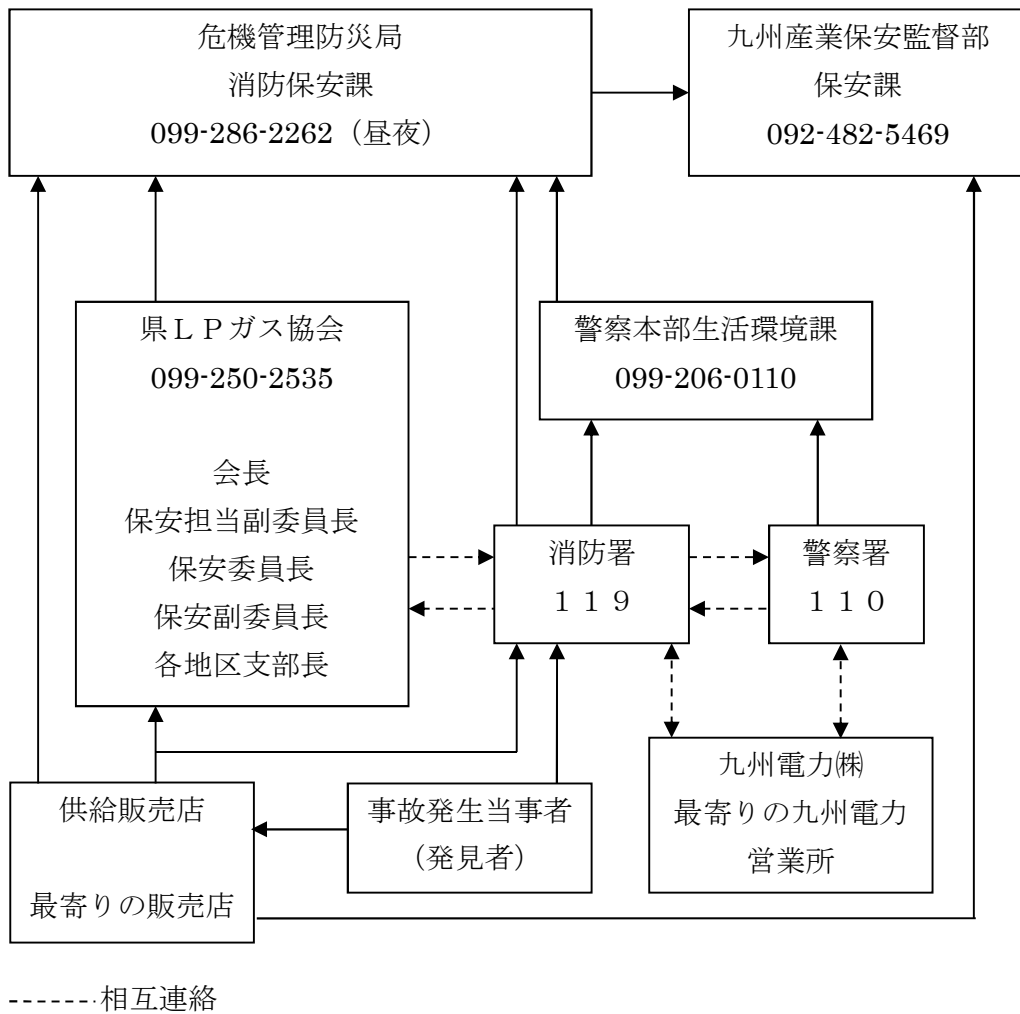 危機管理防災局
消防保安課
099-286-2262（昼夜）
九州産業保安監督部
保安課
092-482-5469
県ＬＰガス協会
099-250-2535
会長
保安担当副委員長
保安委員長
保安副委員長
各地区支部長
警察本部生活環境課
099-206-0110
消防署
１１９
警察署
１１０
九州電力㈱
最寄りの九州電力
営業所
供給販売店
最寄りの販売店
事故発生当事者
（発見者）
相互連絡